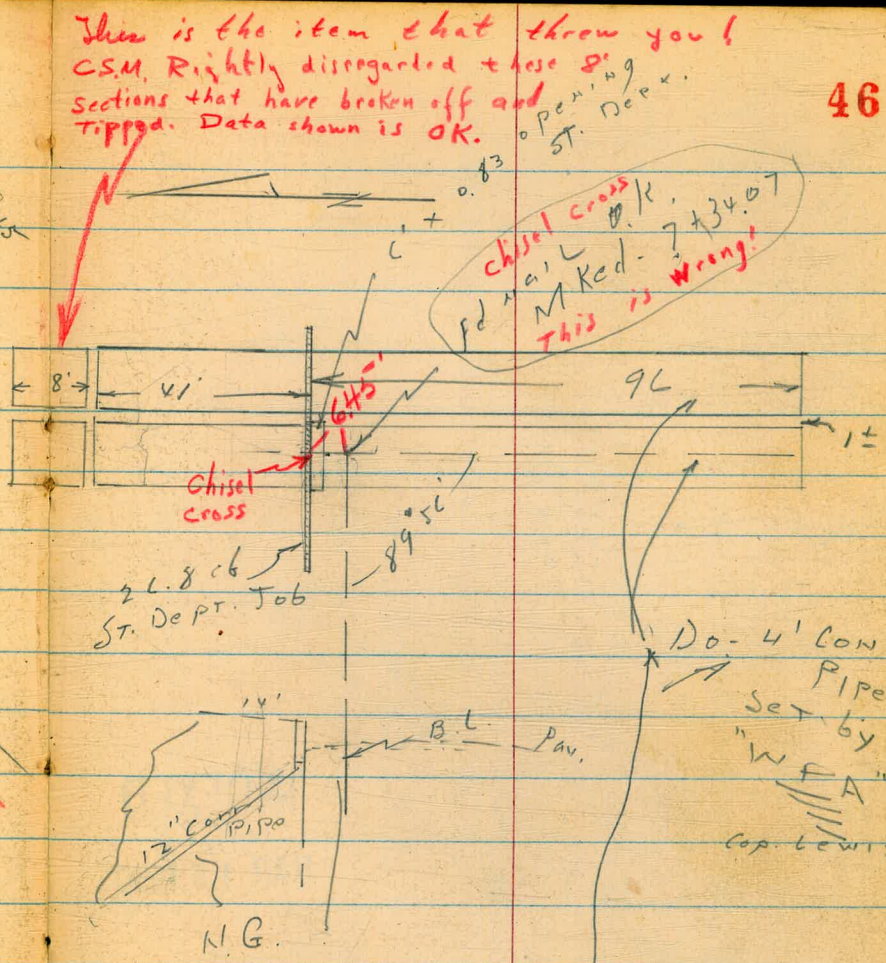 This is the item that threw you!
C.S.M. Rightly disregarded these 8'
sections that have broken off and
Tipped. Data shown is OK.
46
0.83 opening
ST. Dept.
chisel cross
fd nail O.K.
Mked - 7+34.07
This is wrong!
8'
41'
6.45'
96
1±
Chisel
cross
89°56'
ST. Dept. Job
Do - 4' Con
Pipe
Set by
"WFA"
14'
B.L.
Pav.
12" Con
pipe
N.G.